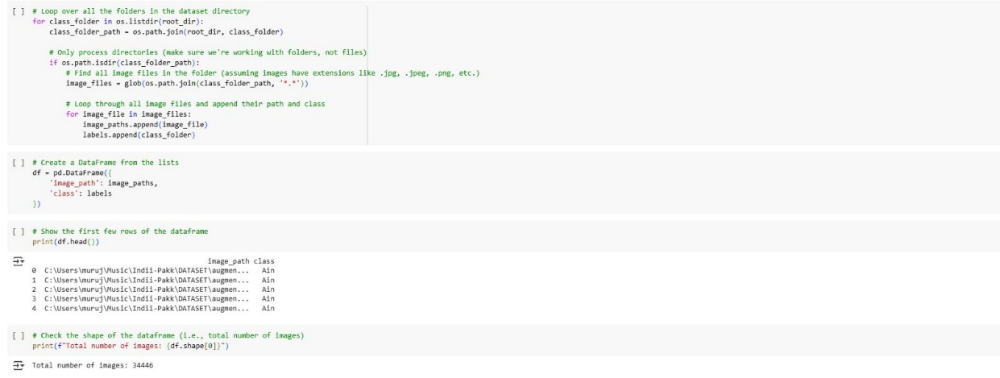 [ ] # Loop over all the folders in the dataset directory
for class_folder in os.listdir(root_dir):
    class_folder_path = os.path.join(root_dir, class_folder)

    # Only process directories (make sure we're working with folders, not files)
    if os.path.isdir(class_folder_path):
        # Find all image files in the folder (assuming images have extensions like .jpg, .jpeg, .png, etc.)
        image_files = glob(os.path.join(class_folder_path, '*.*'))

        # Loop through all image files and append their path and class
        for image_file in image_files:
            image_paths.append(image_file)
            labels.append(class_folder)

[ ] # Create a DataFrame from the lists
df = pd.DataFrame({
    'image_path': image_paths,
    'class': labels
})

[ ] # Show the first few rows of the dataframe
print(df.head())

image_path class
0 C:\Users\muruj\Music\Indii-Pakk\DATASET\augmen... Ain
1 C:\Users\muruj\Music\Indii-Pakk\DATASET\augmen... Ain
2 C:\Users\muruj\Music\Indii-Pakk\DATASET\augmen... Ain
3 C:\Users\muruj\Music\Indii-Pakk\DATASET\augmen... Ain
4 C:\Users\muruj\Music\Indii-Pakk\DATASET\augmen... Ain

[ ] # Check the shape of the dataframe (i.e., total number of images)
print(f"Total number of images: {df.shape[0]}")

Total number of images: 34446